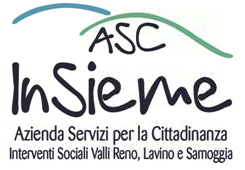 ASC
InSieme
Azienda Servizi per la Cittadinanza
Interventi Sociali Valli Reno, Lavino e Samoggia